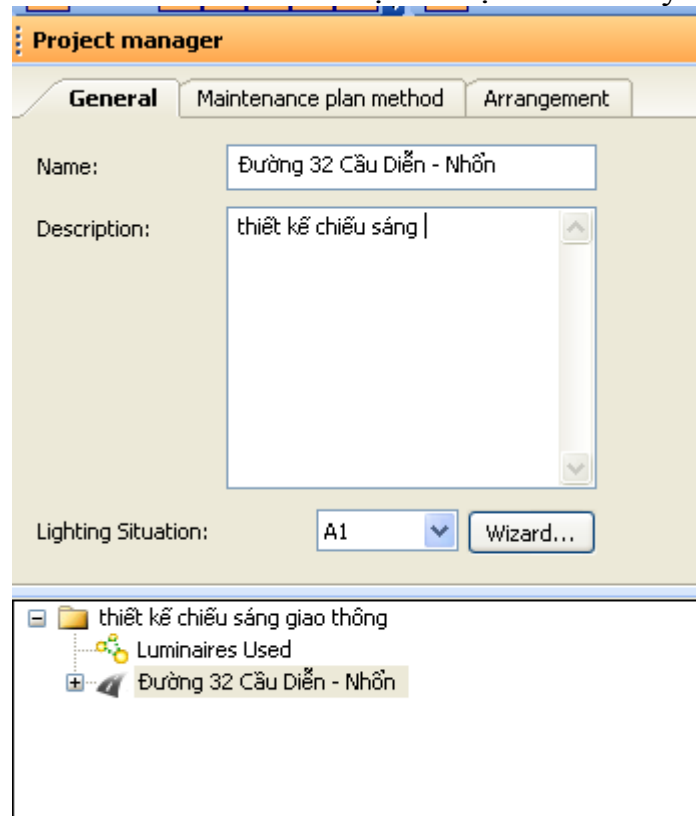 Project manager
General Maintenance plan method Arrangement
Name: Đường 32 Cầu Diễn - Nhổn
Description: thiết kế chiếu sáng
Lighting Situation: A1 Wizard...
thiết kế chiếu sáng giao thông
Luminaires Used
Đường 32 Cầu Diễn - Nhổn